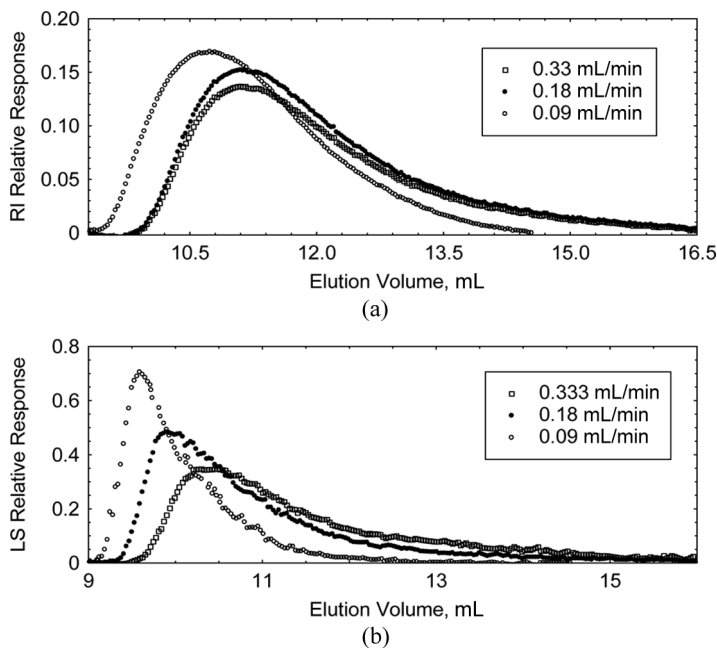 0.20
0.15
0.10
0.05
0
RI Relative Response
0.33 mL/min
0.18 mL/min
0.09 mL/min
10.5 12.0 13.5 15.0 16.5
Elution Volume, mL
(a)
0.8
0.6
0.4
0.2
0
LS Relative Response
0.333 mL/min
0.18 mL/min
0.09 mL/min
9 11 13 15
Elution Volume, mL
(b)